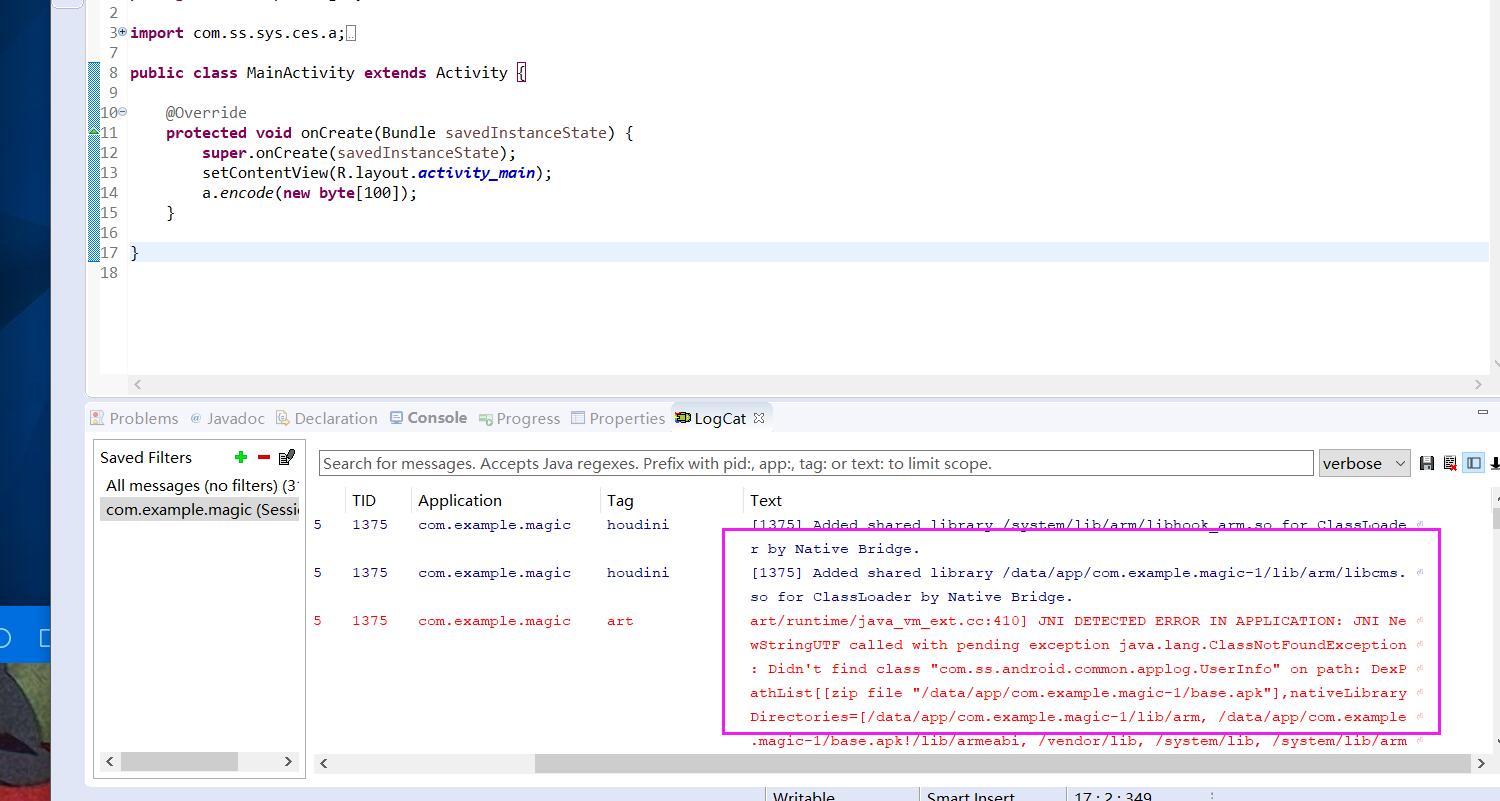 2
3 import com.ss.sys.ces.a;
7
8 public class MainActivity extends Activity {
9
10 @Override
11 protected void onCreate(Bundle savedInstanceState) {
12 super.onCreate(savedInstanceState);
13 setContentView(R.layout.activity_main);
14 a.encode(new byte[100]);
15 }
16
17 }
18
Problems @ Javadoc Declaration Console Progress Properties LogCat
Saved Filters
Search for messages. Accepts Java regexes. Prefix with pid:, app:, tag: or text: to limit scope.
verbose
All messages (no filters) (3
com.example.magic (Sessi
TID Application Tag Text
5 1375 com.example.magic houdini [1375] Added shared library /system/lib/arm/libhook_arm.so for ClassLoade
r by Native Bridge.
5 1375 com.example.magic houdini [1375] Added shared library /data/app/com.example.magic-1/lib/arm/libcms.
so for ClassLoader by Native Bridge.
5 1375 com.example.magic art art/runtime/java_vm_ext.cc:410] JNI DETECTED ERROR IN APPLICATION: JNI Ne
wStringUTF called with pending exception java.lang.ClassNotFoundException
: Didn't find class "com.ss.android.common.applog.UserInfo" on path: DexP
athList[[zip file "/data/app/com.example.magic-1/base.apk"],nativeLibrary
Directories=[/data/app/com.example.magic-1/lib/arm, /data/app/com.example
.magic-1/base.apk!/lib/armeabi, /vendor/lib, /system/lib, /system/lib/arm
Writable Smart Insert 17 : 2 : 349